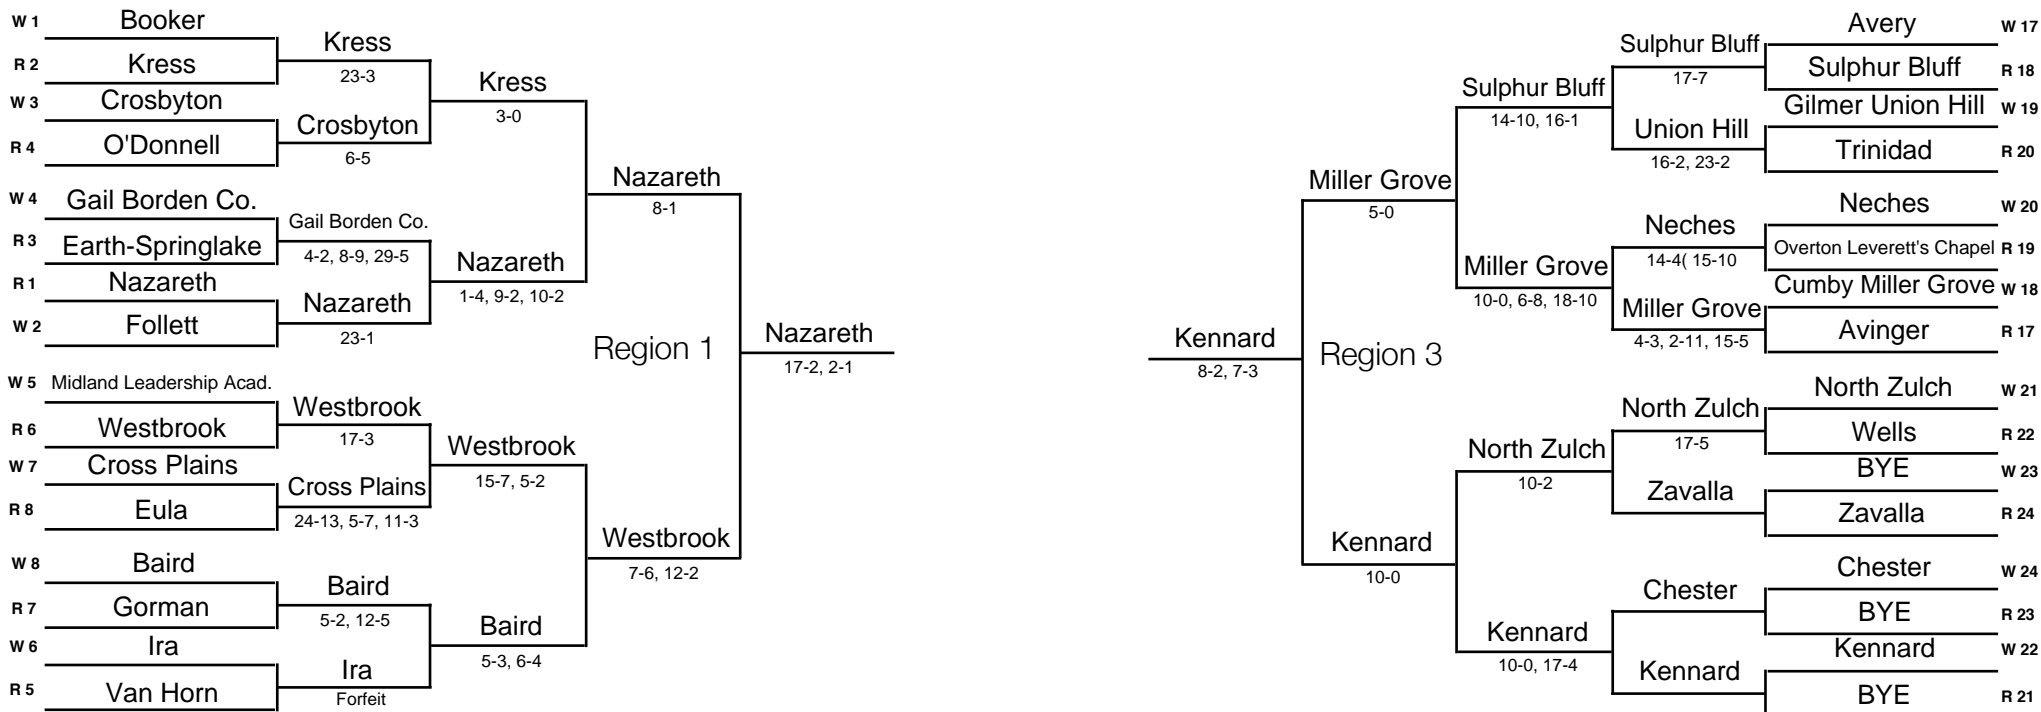 W 1 Booker
R 2 Kress
W 3 Crosbyton
R 4 O'Donnell
W 4 Gail Borden Co.
R 3 Earth-Springlake
R 1 Nazareth
W 2 Follett
W 5 Midland Leadership Acad.
R 6 Westbrook
W 7 Cross Plains
R 8 Eula
W 8 Baird
R 7 Gorman
W 6 Ira
R 5 Van Horn
Kress
23-3
Crosbyton
6-5
Gail Borden Co.
4-2, 8-9, 29-5
Nazareth
23-1
Westbrook
17-3
Cross Plains
24-13, 5-7, 11-3
Baird
5-2, 12-5
Ira
Forfeit
Kress
3-0
Nazareth
1-4, 9-2, 10-2
Westbrook
15-7, 5-2
Baird
5-3, 6-4
Nazareth
8-1
Region 1
Westbrook
7-6, 12-2
Nazareth
17-2, 2-1
Kennard
8-2, 7-3
Miller Grove
5-0
Region 3
Kennard
10-0
Sulphur Bluff
14-10, 16-1
Miller Grove
10-0, 6-8, 18-10
North Zulch
10-2
Kennard
10-0, 17-4
Sulphur Bluff
17-7
Union Hill
16-2, 23-2
Neches
14-4( 15-10
Miller Grove
4-3, 2-11, 15-5
North Zulch
17-5
Zavalla
Chester
Kennard
Avery W 17
Sulphur Bluff R 18
Gilmer Union Hill W 19
Trinidad R 20
Neches W 20
Overton Leverett's Chapel R 19
Cumby Miller Grove W 18
Avinger R 17
North Zulch W 21
Wells R 22
BYE W 23
Zavalla R 24
Chester W 24
BYE R 23
Kennard W 22
BYE R 21